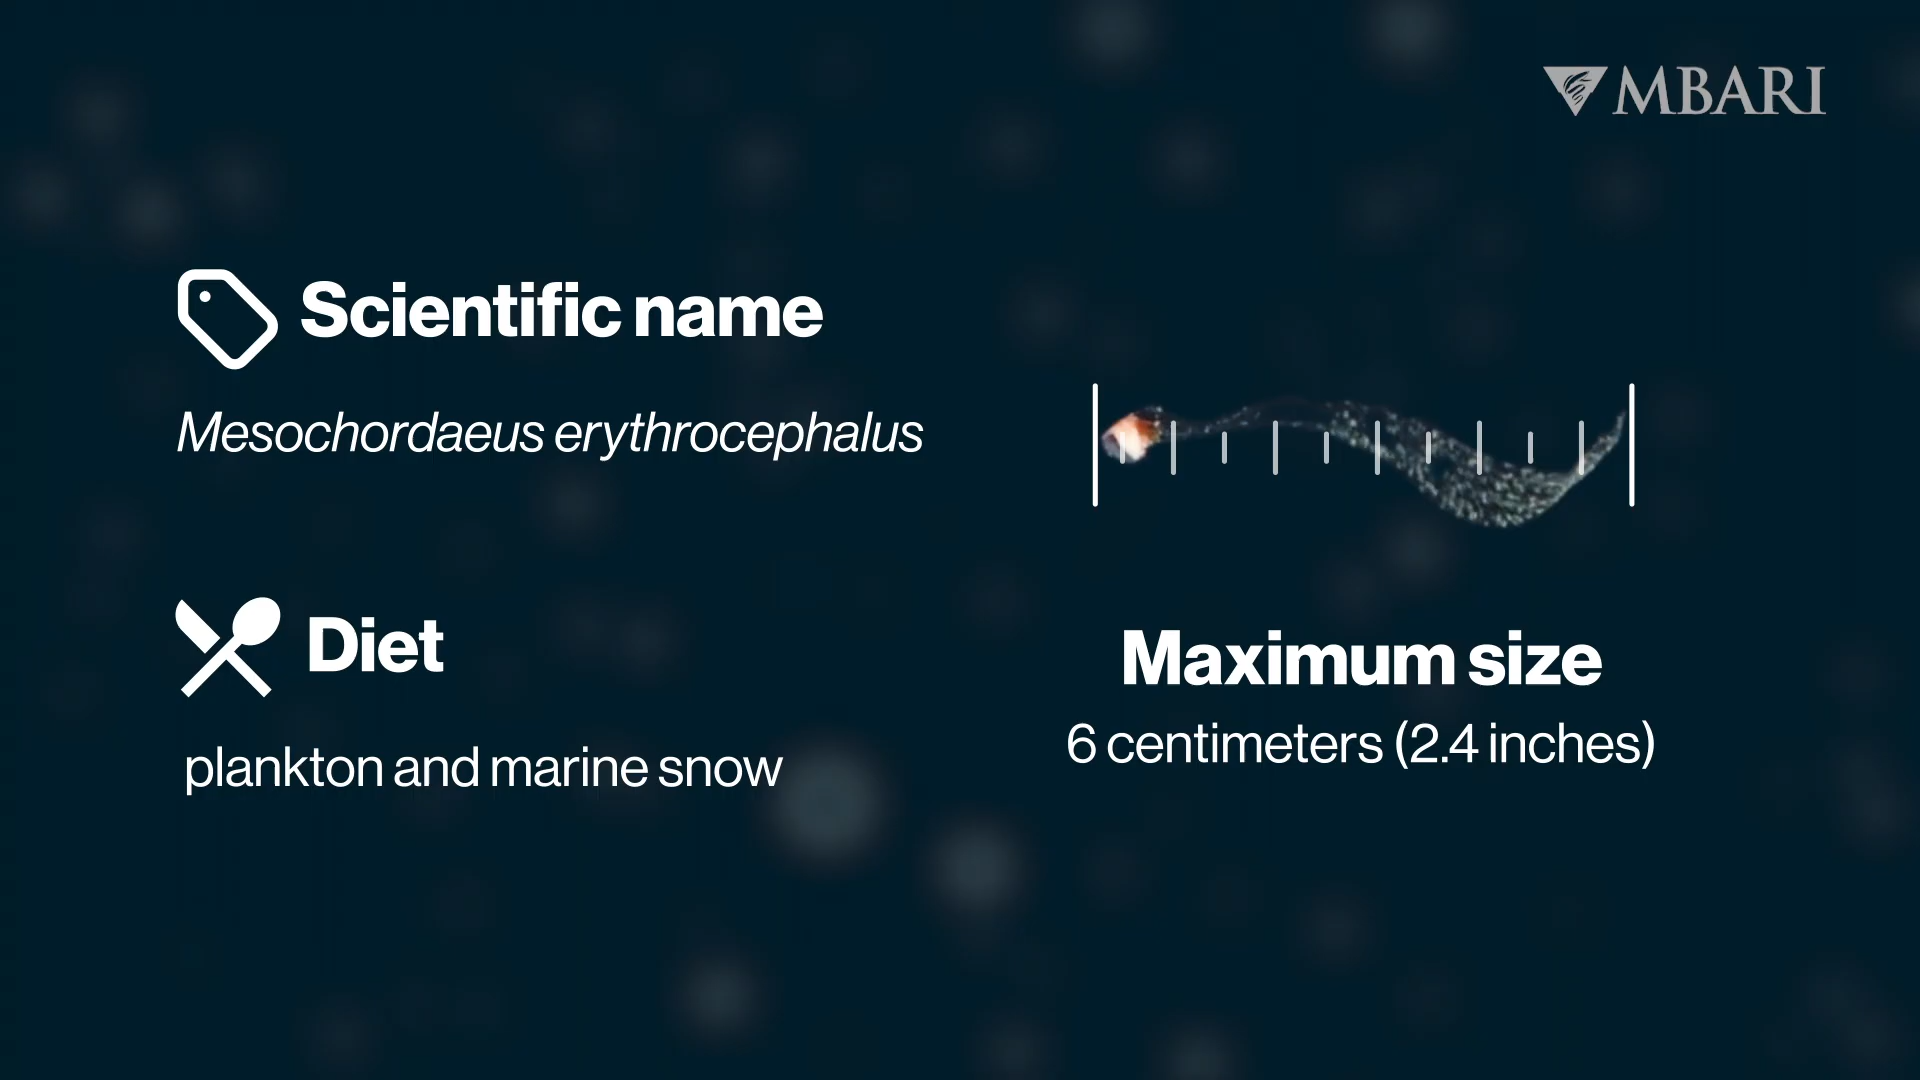 MBARI
Scientific name
Mesochordaeus erythrocephalus
Diet
plankton and marine snow
Maximum size
6 centimeters (2.4 inches)